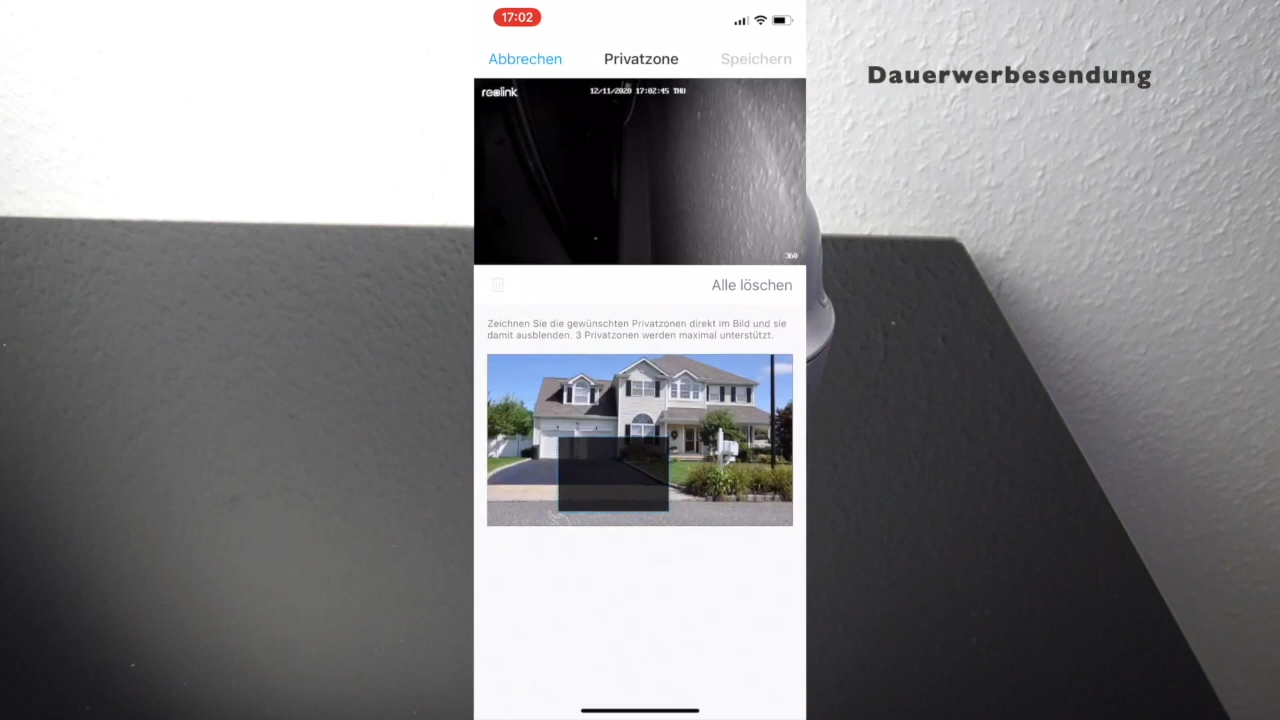 17:02
Abbrechen Privatzone Speichern
Dauerwerbesendung
reolink 12/11/2020 17:02:45 THU
360
Alle löschen
Zeichnen Sie die gewünschten Privatzonen direkt im Bild und sie
damit ausblenden. 3 Privatzonen werden maximal unterstützt.